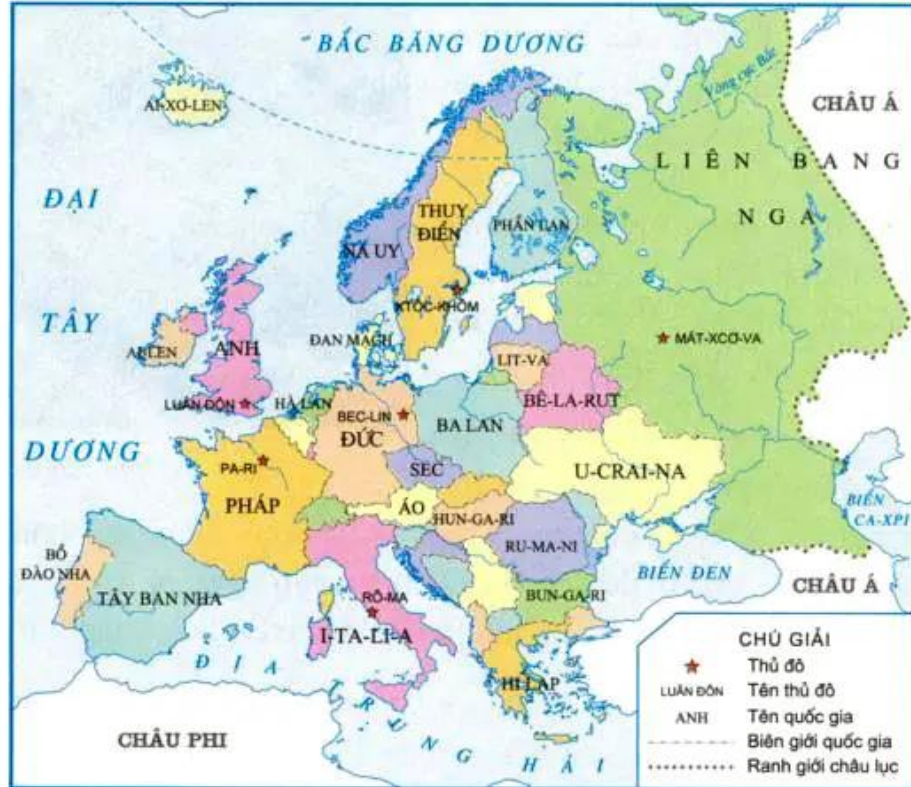 BẮC BĂNG DƯƠNG
Vòng cực Bắc
CHÂU Á
AI-XƠ-LEN
LIÊN BANG
NGA
ĐẠI
TÂY
DƯƠNG
THUỴ
ĐIỂN
PHẦN LAN
NA UY
XTỐC-KHÔM
ĐAN MẠCH
MÁT-XCƠ-VA
AI-LEN
ANH
LIT-VA
LUÂN ĐÔN
HÀ LAN
BEC-LIN
ĐỨC
BA LAN
BÊ-LA-RUT
PA-RI
PHÁP
SEC
U-CRAI-NA
ÁO
HUN-GA-RI
RU-MA-NI
BIỂN
CA-XPI
BỒ
ĐÀO NHA
TÂY BAN NHA
RÔ-MA
I-TA-LI-A
BUN-GA-RI
BIỂN ĐEN
CHÂU Á
HI LẠP
ĐỊA TRUNG HẢI
CHÂU PHI
CHÚ GIẢI
Thủ đô
LUÂN ĐÔN Tên thủ đô
ANH Tên quốc gia
Biên giới quốc gia
Ranh giới châu lục